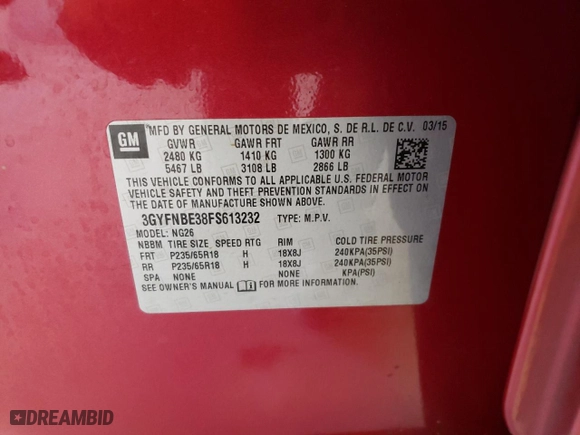 GM
MFD BY GENERAL MOTORS DE MEXICO, S. DE R.L. DE C.V. 03/15
GVWR GAWR FRT GAWR RR
2480 KG 1410 KG 1300 KG
5467 LB 3108 LB 2866 LB
THIS VEHICLE CONFORMS TO ALL APPLICABLE U.S. FEDERAL MOTOR
VEHICLE SAFETY AND THEFT PREVENTION STANDARDS IN EFFECT ON
THE DATE OF MANUFACTURE SHOWN ABOVE.
3GYFNBE38FS613232 TYPE: M.P.V.
MODEL: NG26
NBBM TIRE SIZE SPEED RTG RIM COLD TIRE PRESSURE
FRT P235/65R18 H 18X8J 240KPA(35PSI)
RR P235/65R18 H 18X8J 240KPA(35PSI)
SPA NONE NONE KPA(PSI)
SEE OWNER'S MANUAL FOR MORE INFORMATION.
DREAMBID